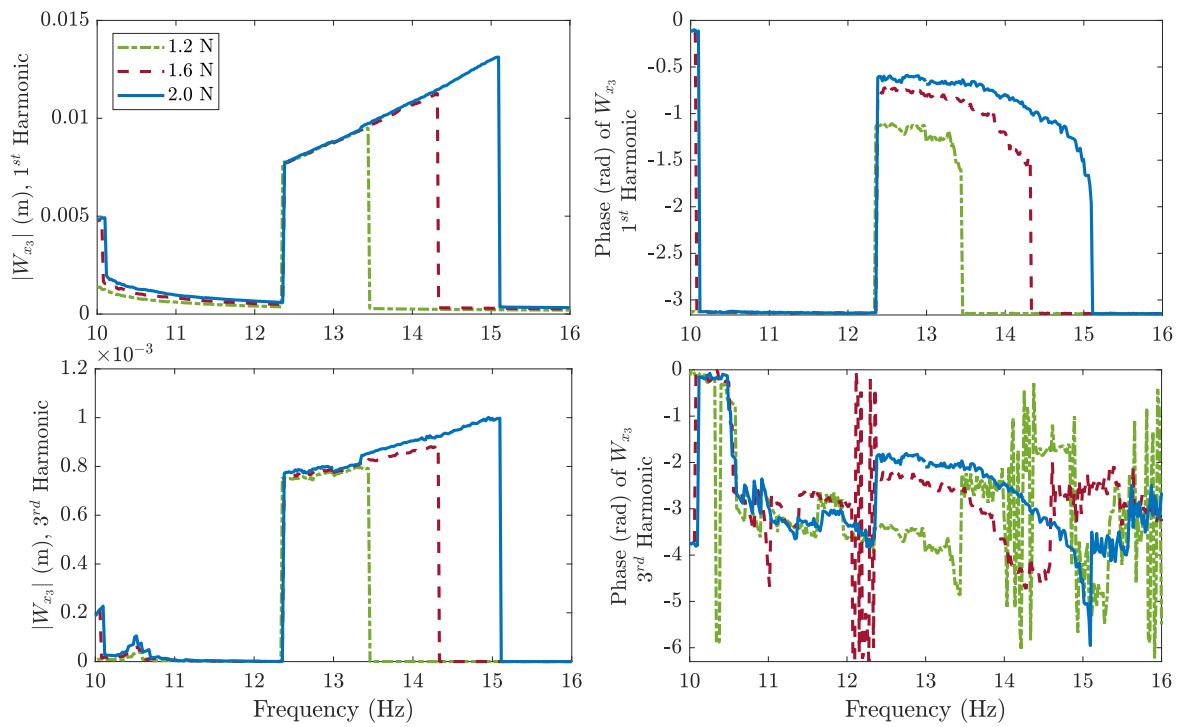 0.015
0.01
0.005
0
|W_{x_3}| (m), 1^{st} Harmonic
1.2 N
1.6 N
2.0 N
10 11 12 13 14 15 16
0
-0.5
-1
-1.5
-2
-2.5
-3
Phase (rad) of W_{x_3}
1^{st} Harmonic
10 11 12 13 14 15 16
×10^{-3}
1.2
1
0.8
0.6
0.4
0.2
0
|W_{x_3}| (m), 3^{rd} Harmonic
10 11 12 13 14 15 16
Frequency (Hz)
0
-1
-2
-3
-4
-5
-6
Phase (rad) of W_{x_3}
3^{rd} Harmonic
10 11 12 13 14 15 16
Frequency (Hz)